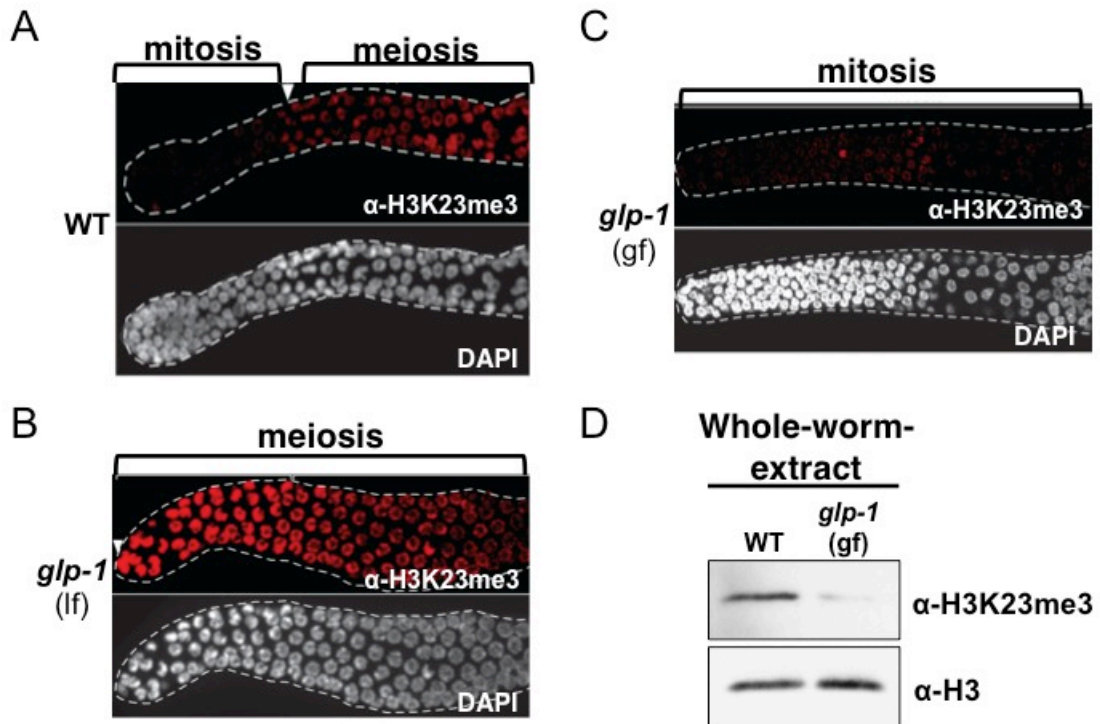 A
mitosis
meiosis
WT
α-H3K23me3
DAPI
B
meiosis
glp-1
(lf)
α-H3K23me3
DAPI
C
mitosis
glp-1
(gf)
α-H3K23me3
DAPI
D
Whole-worm-
extract
WT
glp-1
(gf)
α-H3K23me3
α-H3